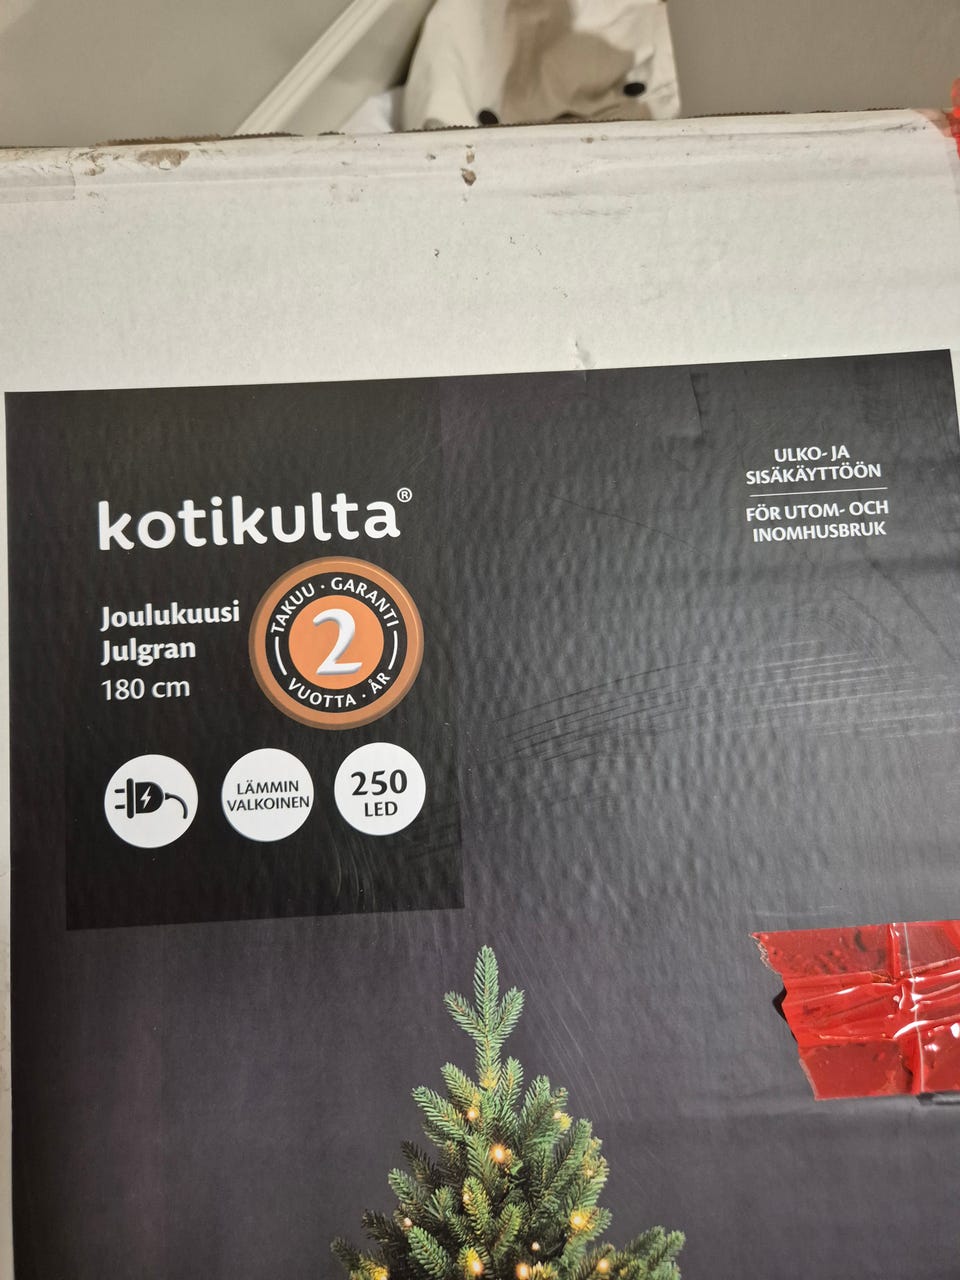 kotikulta®
Joulukuusi
Julgran
180 cm
TAKUU · GARANTI
2
VUOTTA · ÅR
LÄMMIN
VALKOINEN
250
LED
ULKO- JA
SISÄKÄYTTÖÖN
FÖR UTOM- OCH
INOMHUSBRUK